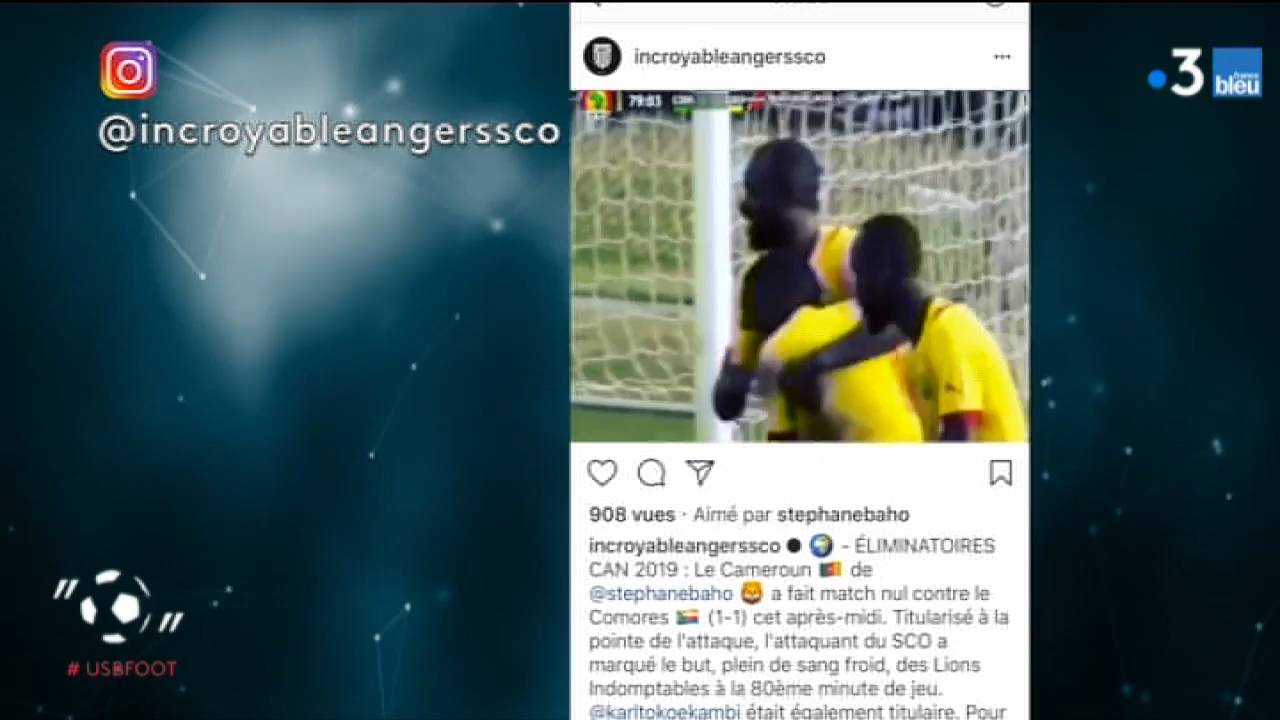 incroyableangerssco
@incroyableangerssco
3
france
bleu
79:03
908 vues · Aimé par stephanebaho
incroyableangerssco ● 🌍 - ÉLIMINATOIRES
CAN 2019 : Le Cameroun 🇨🇲 de
@stephanebaho 🦁 a fait match nul contre le
Comores 🇰🇲 (1-1) cet après-midi. Titularisé à la
pointe de l'attaque, l'attaquant du SCO a
marqué le but, plein de sang froid, des Lions
Indomptables à la 80ème minute de jeu.
@karltokoekambi était également titulaire. Pour
# USBFOOT